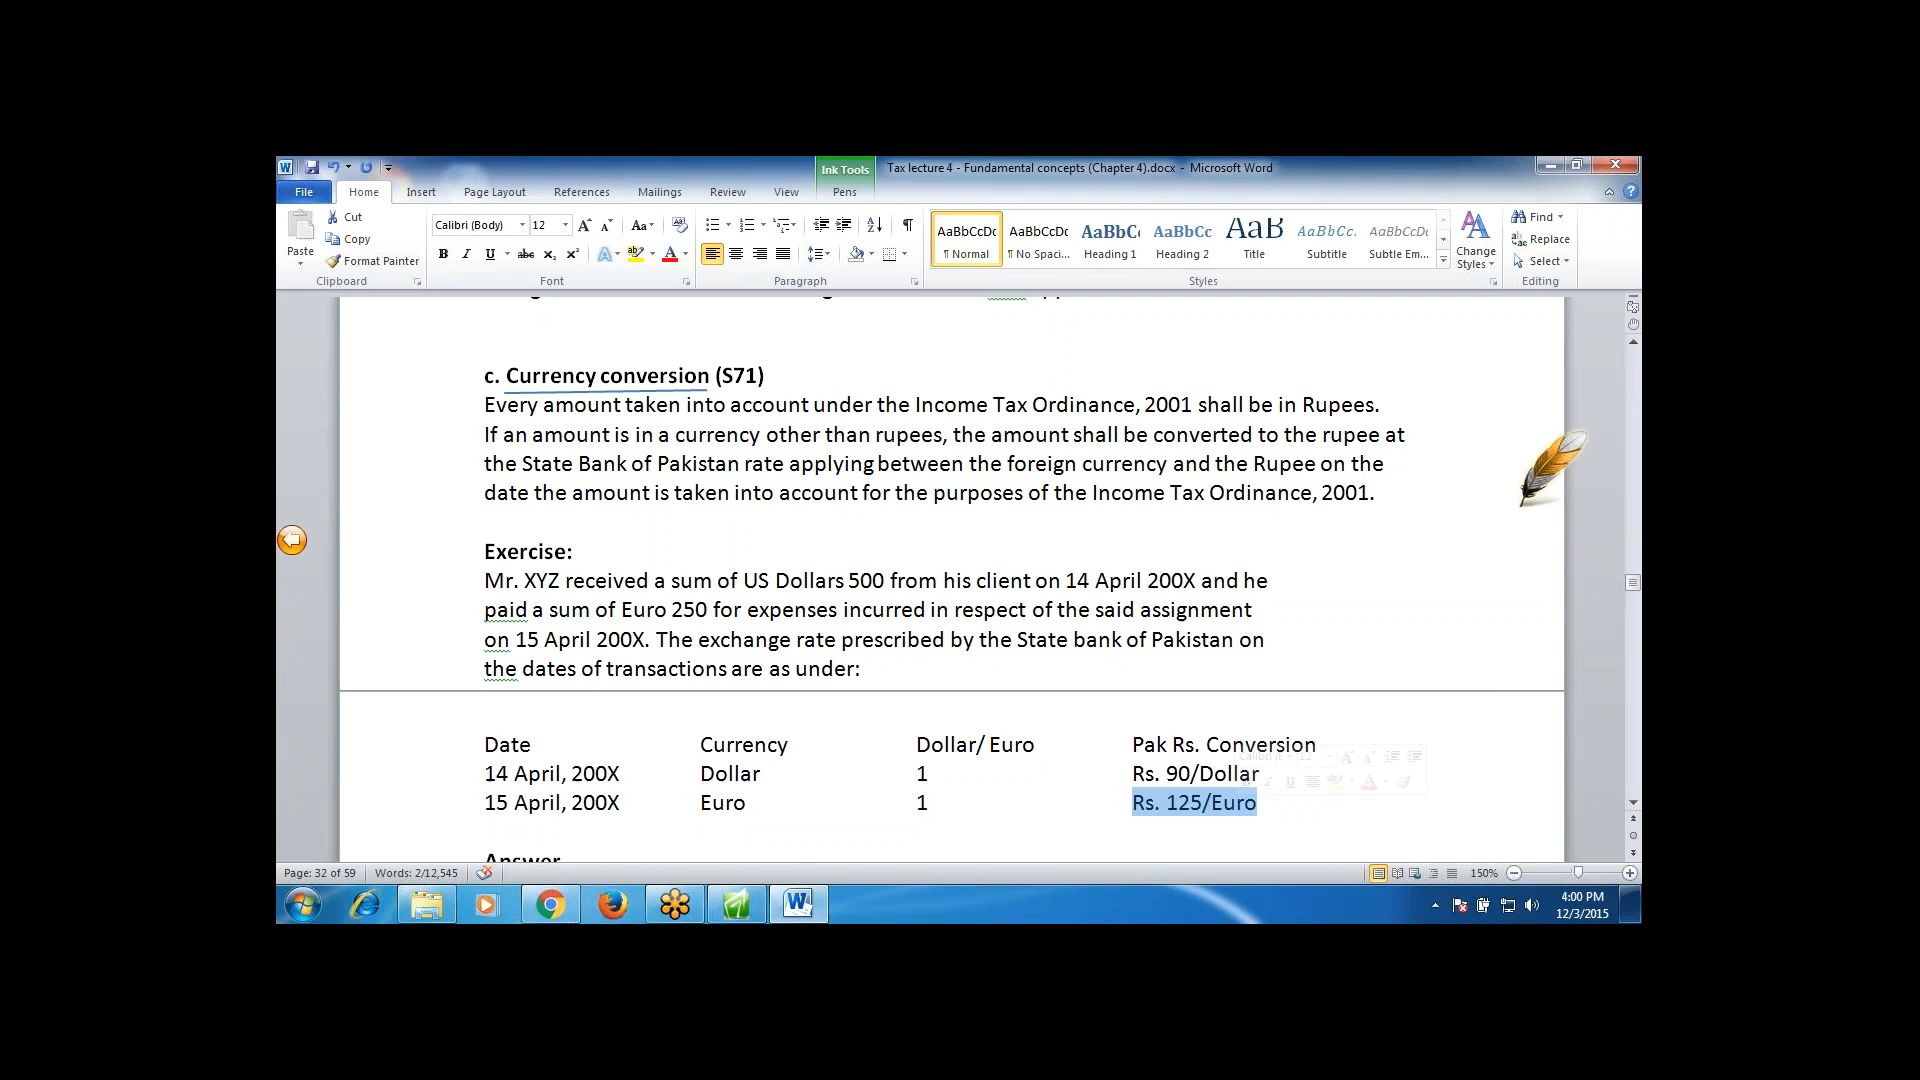 Ink Tools
Tax lecture 4 - Fundamental concepts (Chapter 4).docx - Microsoft Word
File Home Insert Page Layout References Mailings Review View Pens
Paste
Cut
Copy
Format Painter
Clipboard
Calibri (Body) 12
Font
Paragraph
AaBbCcDc AaBbCcDc AaBbC AaBbCc AaB AaBbCc. AaBbCcDc
¶ Normal ¶ No Spaci... Heading 1 Heading 2 Title Subtitle Subtle Em...
Change
Styles
Styles
Find
Replace
Select
Editing
c. Currency conversion (S71)
Every amount taken into account under the Income Tax Ordinance, 2001 shall be in Rupees.
If an amount is in a currency other than rupees, the amount shall be converted to the rupee at
the State Bank of Pakistan rate applying between the foreign currency and the Rupee on the
date the amount is taken into account for the purposes of the Income Tax Ordinance, 2001.
Exercise:
Mr. XYZ received a sum of US Dollars 500 from his client on 14 April 200X and he
paid a sum of Euro 250 for expenses incurred in respect of the said assignment
on 15 April 200X. The exchange rate prescribed by the State bank of Pakistan on
the dates of transactions are as under:
Date Currency Dollar/ Euro Pak Rs. Conversion
14 April, 200X Dollar 1 Rs. 90/Dollar
15 April, 200X Euro 1 Rs. 125/Euro
Answer
Page: 32 of 59 Words: 2/12,545 150%
4:00 PM
12/3/2015